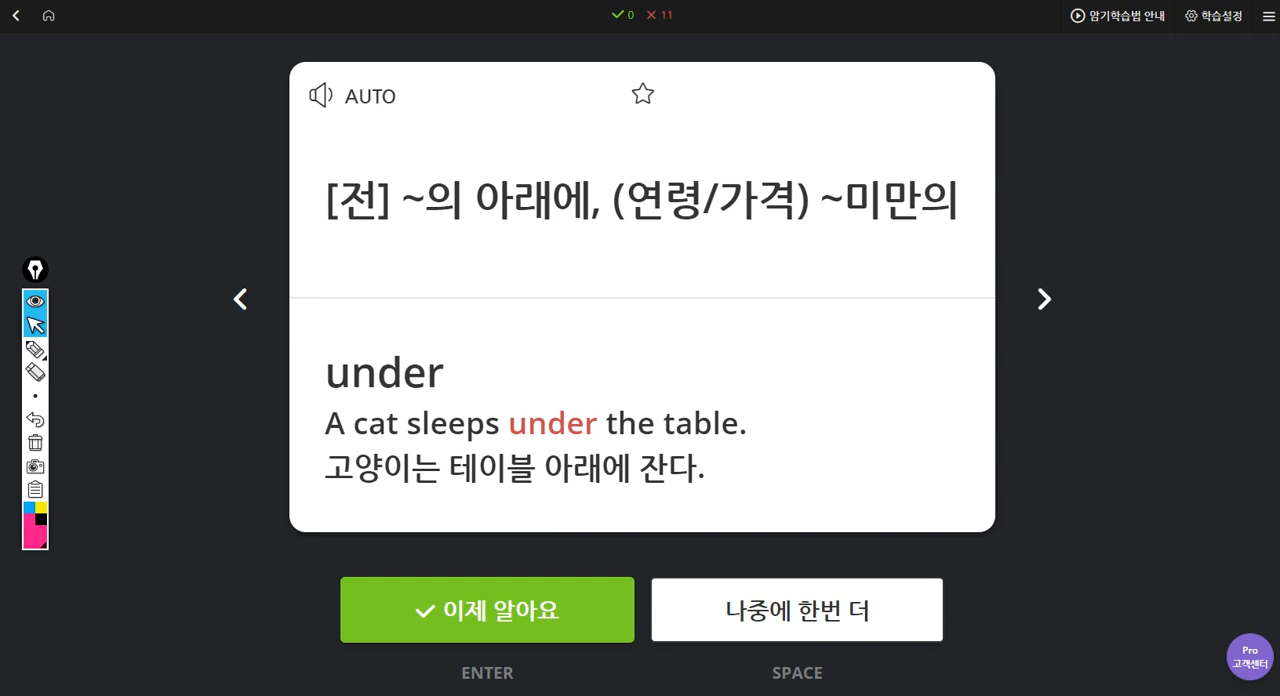 0 11 암기학습법 안내 학습설정
AUTO
[전] ~의 아래에, (연령/가격) ~미만의
under
A cat sleeps under the table.
고양이는 테이블 아래에 잔다.
이제 알아요 나중에 한번 더
ENTER SPACE
Pro
고객센터